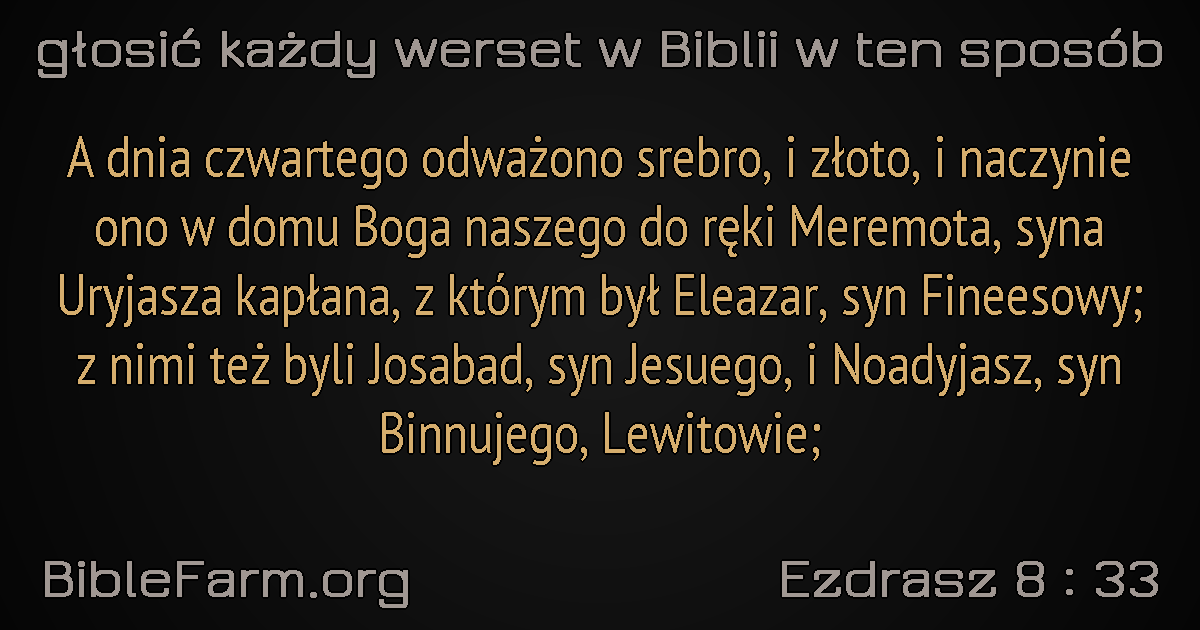 głosić każdy werset w Biblii w ten sposób
A dnia czwartego odważono srebro, i złoto, i naczynie
ono w domu Boga naszego do ręki Meremota, syna
Uryjasza kapłana, z którym był Eleazar, syn Fineesowy;
z nimi też byli Josabad, syn Jesuego, i Noadyjasz, syn
Binnujego, Lewitowie;
BibleFarm.org
Ezdrasz 8 : 33